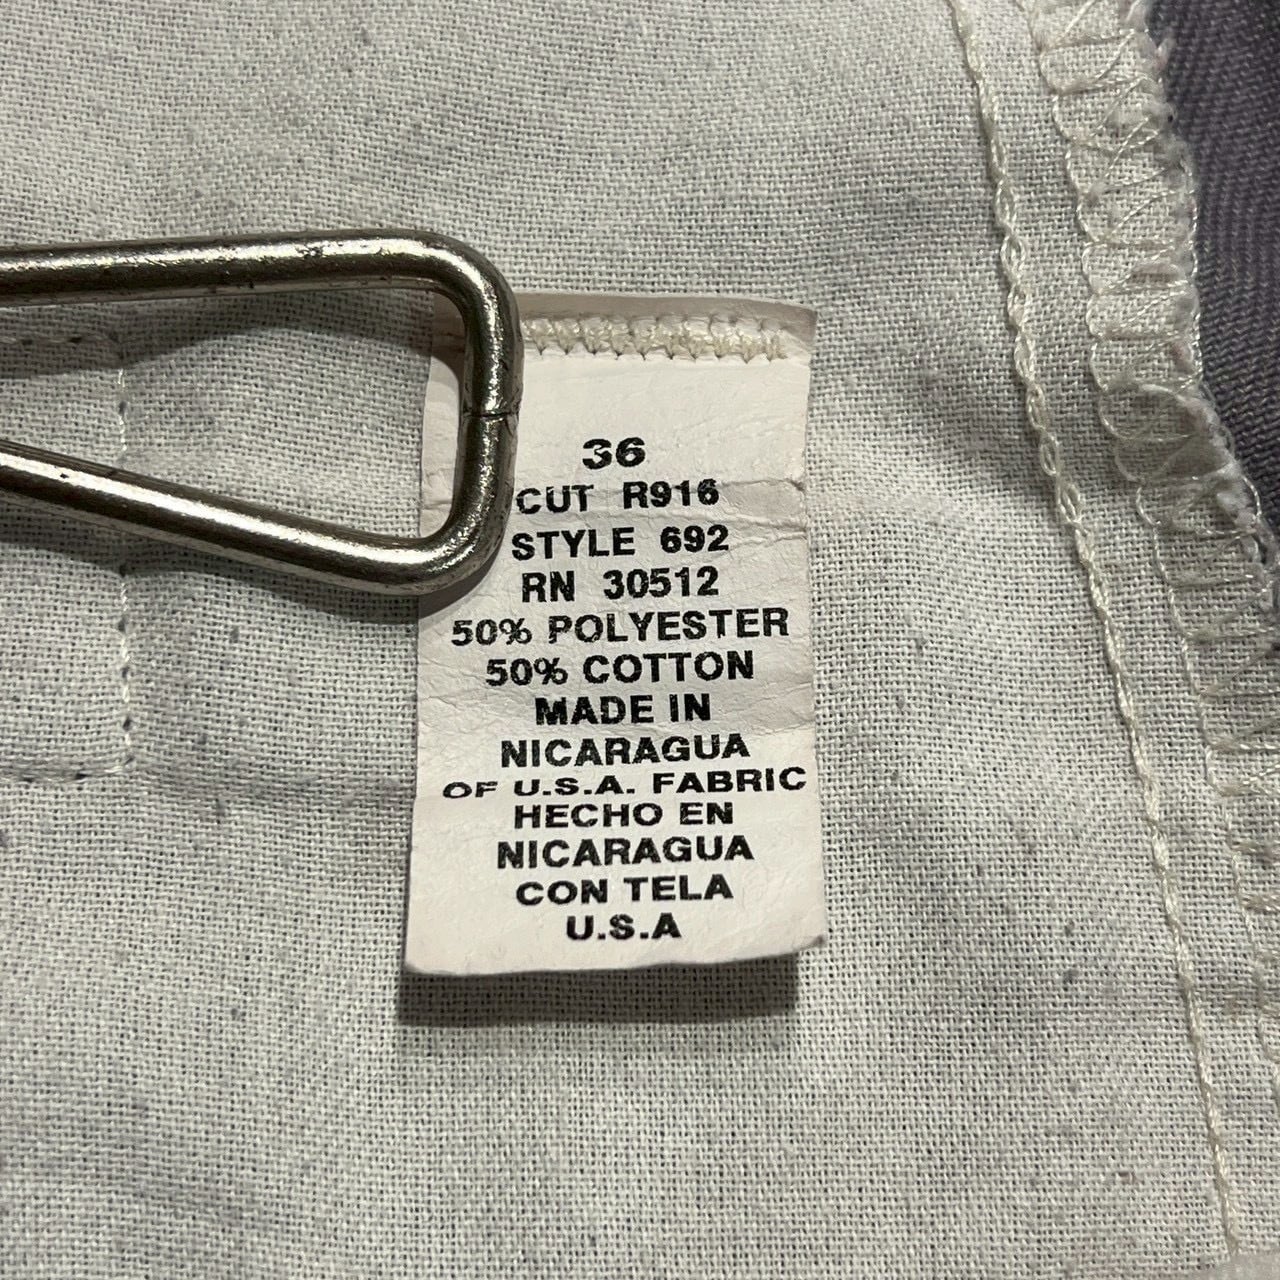 36
CUT R916
STYLE 692
RN 30512
50% POLYESTER
50% COTTON
MADE IN
NICARAGUA
OF U.S.A. FABRIC
HECHO EN
NICARAGUA
CON TELA
U.S.A